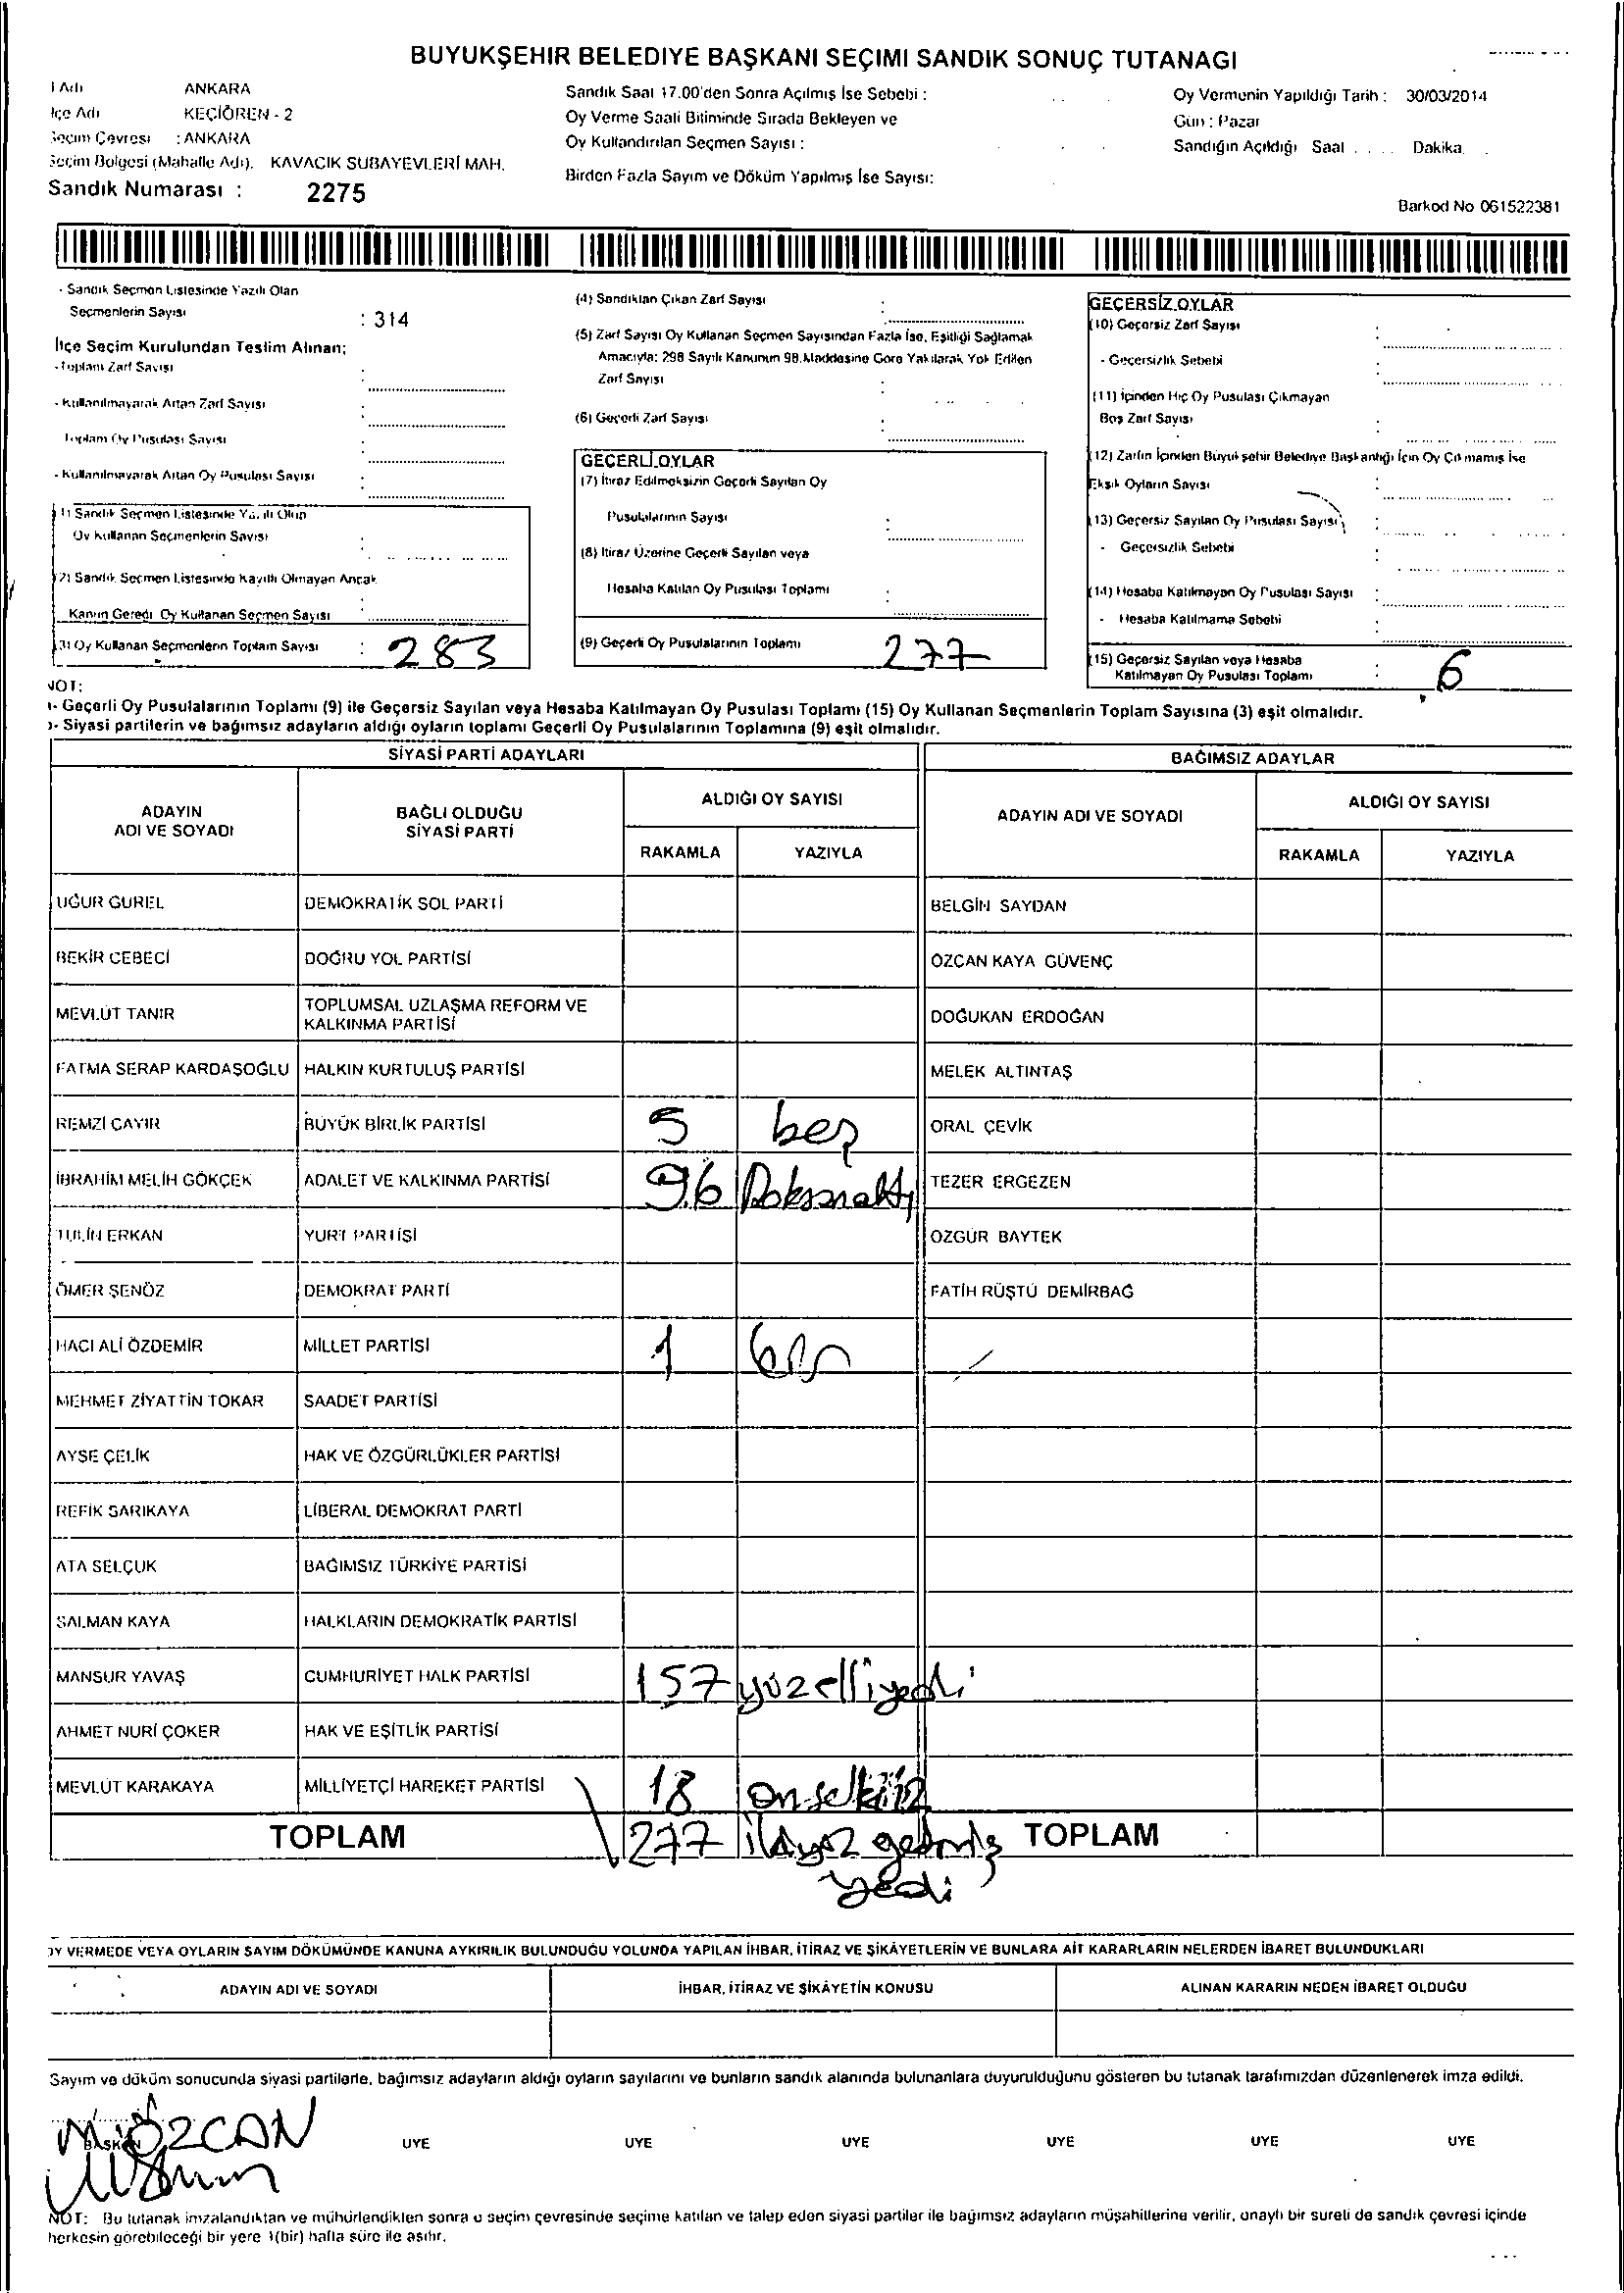 BUYUKŞEHIR BELEDIYE BAŞKANI SEÇIMI SANDIK SONUÇ TUTANAGI
ANKARA
KEÇİÖREN - 2
Seçim Çevresi : ANKARA
Seçim Bölgesi (Mahalle Adı). KAVACIK SUBAYEVLERİ MAH.
Sandık Numarası : 2275
Sandık Saat 17.00'den Sonra Açılmış İse Sebebi :
Oy Verme Saati Bitiminde Sırada Bekleyen ve
Oy Kullandırılan Seçmen Sayısı :
Birden Fazla Sayım ve Döküm Yapılmış İse Sayısı:
Oy Vermenin Yapıldığı Tarih : 30/03/2014
Gün : Pazar
Sandığın Açıldığı Saat .... Dakika
Barkod No 061522381
- Sandık Seçmen Listesinde Yazılı Olan
Seçmenlerin Sayısı : 314
İlçe Seçim Kurulundan Teslim Alınan:
- Toplam Zarf Sayısı :
- Kullanılmayarak Artan Zarf Sayısı :
Toplam Oy Pusulası Sayısı :
- Kullanılmayarak Artan Oy Pusulası Sayısı :
(1) Sandık Seçmen Listesinde Yazılı Olup
Oy Kullanan Seçmenlerin Sayısı :
(2) Sandık Seçmen Listesinde Kayıtlı Olmayan Ancak
Kanun Gereği Oy Kullanan Seçmen Sayısı :
(3) Oy Kullanan Seçmenlerin Toplam Sayısı : 283
(4) Sandıktan Çıkan Zarf Sayısı :
(5) Zarf Sayısı Oy Kullanan Seçmen Sayısından Fazla İse, Eşitliği Sağlamak
Amacıyla: 298 Sayılı Kanunun 98.Maddesine Göre Yakılarak Yok Edilen
Zarf Sayısı :
(6) Geçerli Zarf Sayısı :
GEÇERLİ OYLAR
(7) İtiraz Edilmeksizin Geçerli Sayılan Oy
Pusulalarının Sayısı :
(8) İtiraz Üzerine Geçerli Sayılan veya
Hesaba Katılan Oy Pusulası Toplamı :
(9) Geçerli Oy Pusulalarının Toplamı 277
GEÇERSİZ OYLAR
(10) Geçersiz Zarf Sayısı :
- Geçersizlik Sebebi :
(11) İçinden Hiç Oy Pusulası Çıkmayan
Boş Zarf Sayısı :
(12) Zarfın İçinden Büyükşehir Belediye Başkanlığı İçin Oy Çıkmamış İse
Eksik Oyların Sayısı :
(13) Geçersiz Sayılan Oy Pusulası Sayısı :
- Geçersizlik Sebebi :
(14) Hesaba Katılmayan Oy Pusulası Sayısı :
- Hesaba Katılmama Sebebi :
(15) Geçersiz Sayılan veya Hesaba
Katılmayan Oy Pusulası Toplamı : 6
NOT:
- Geçerli Oy Pusulalarının Toplamı (9) ile Geçersiz Sayılan veya Hesaba Katılmayan Oy Pusulası Toplamı (15) Oy Kullanan Seçmenlerin Toplam Sayısına (3) eşit olmalıdır.
- Siyasi partilerin ve bağımsız adayların aldığı oyların toplamı Geçerli Oy Pusulalarının Toplamına (9) eşit olmalıdır.
SİYASİ PARTİ ADAYLARI BAĞIMSIZ ADAYLAR
ADAYIN ADI VE SOYADI BAĞLI OLDUĞU SİYASİ PARTİ ALDIĞI OY SAYISI ADAYIN ADI VE SOYADI ALDIĞI OY SAYISI
RAKAMLA YAZIYLA RAKAMLA YAZIYLA
UĞUR GUREL DEMOKRATİK SOL PARTİ BELGİN SAYDAN
BEKİR CEBECİ DOĞRU YOL PARTİSİ OZCAN KAYA GÜVENÇ
MEVLÜT TANIR TOPLUMSAL UZLAŞMA REFORM VE KALKINMA PARTİSİ DOĞUKAN ERDOĞAN
FATMA SERAP KARDAŞOĞLU HALKIN KURTULUŞ PARTİSİ MELEK ALTINTAŞ
REMZİ ÇAYIR BÜYÜK BİRLİK PARTİSİ 5 beş ORAL ÇEVİK
İBRAHİM MELİH GÖKÇEK ADALET VE KALKINMA PARTİSİ 96 Doksanaltı TEZER ERGEZEN
TULİN ERKAN YURT PARTİSİ OZGUR BAYTEK
ÖMER ŞENÖZ DEMOKRAT PARTİ FATİH RÜŞTÜ DEMİRBAĞ
HACI ALİ ÖZDEMİR MİLLET PARTİSİ 1 bir
MEHMET ZİYATTİN TOKAR SAADET PARTİSİ
AYŞE ÇELİK HAK VE ÖZGÜRLÜKLER PARTİSİ
REFİK SARIKAYA LİBERAL DEMOKRAT PARTİ
ATA SELÇUK BAĞIMSIZ TÜRKİYE PARTİSİ
SALMAN KAYA HALKLARIN DEMOKRATİK PARTİSİ
MANSUR YAVAŞ CUMHURİYET HALK PARTİSİ 157 yüzelliyedi
AHMET NURİ ÇOKER HAK VE EŞİTLİK PARTİSİ
MEVLÜT KARAKAYA MİLLİYETÇİ HAREKET PARTİSİ 18 onsekiz
TOPLAM 277 ikiyüz yetmiş TOPLAM
yedi
OY VERMEDE VEYA OYLARIN SAYIM DÖKÜMÜNDE KANUNA AYKIRILIK BULUNDUĞU YOLUNDA YAPILAN İHBAR, İTİRAZ VE ŞİKÂYETLERİN VE BUNLARA AİT KARARLARIN NELERDEN İBARET BULUNDUKLARI
ADAYIN ADI VE SOYADI İHBAR, İTİRAZ VE ŞİKÂYETİN KONUSU ALINAN KARARIN NEDEN İBARET OLDUĞU
Sayım ve döküm sonucunda siyasi partilerle, bağımsız adayların aldığı oyların sayılarını ve bunların sandık alanında bulunanlara duyurulduğunu gösteren bu tutanak tarafımızdan düzenlenerek imza edildi.
M. ÖZCAN
BAŞKAN UYE UYE UYE UYE UYE UYE
NOT: Bu tutanak imzalandıktan ve mühürlendikten sonra o seçim çevresinde seçime katılan ve talep eden siyasi partiler ile bağımsız adayların müşahitlerine verilir, onaylı bir sureti de sandık çevresi içinde
herkesin görebileceği bir yere 1(bir) hafta süre ile asılır.